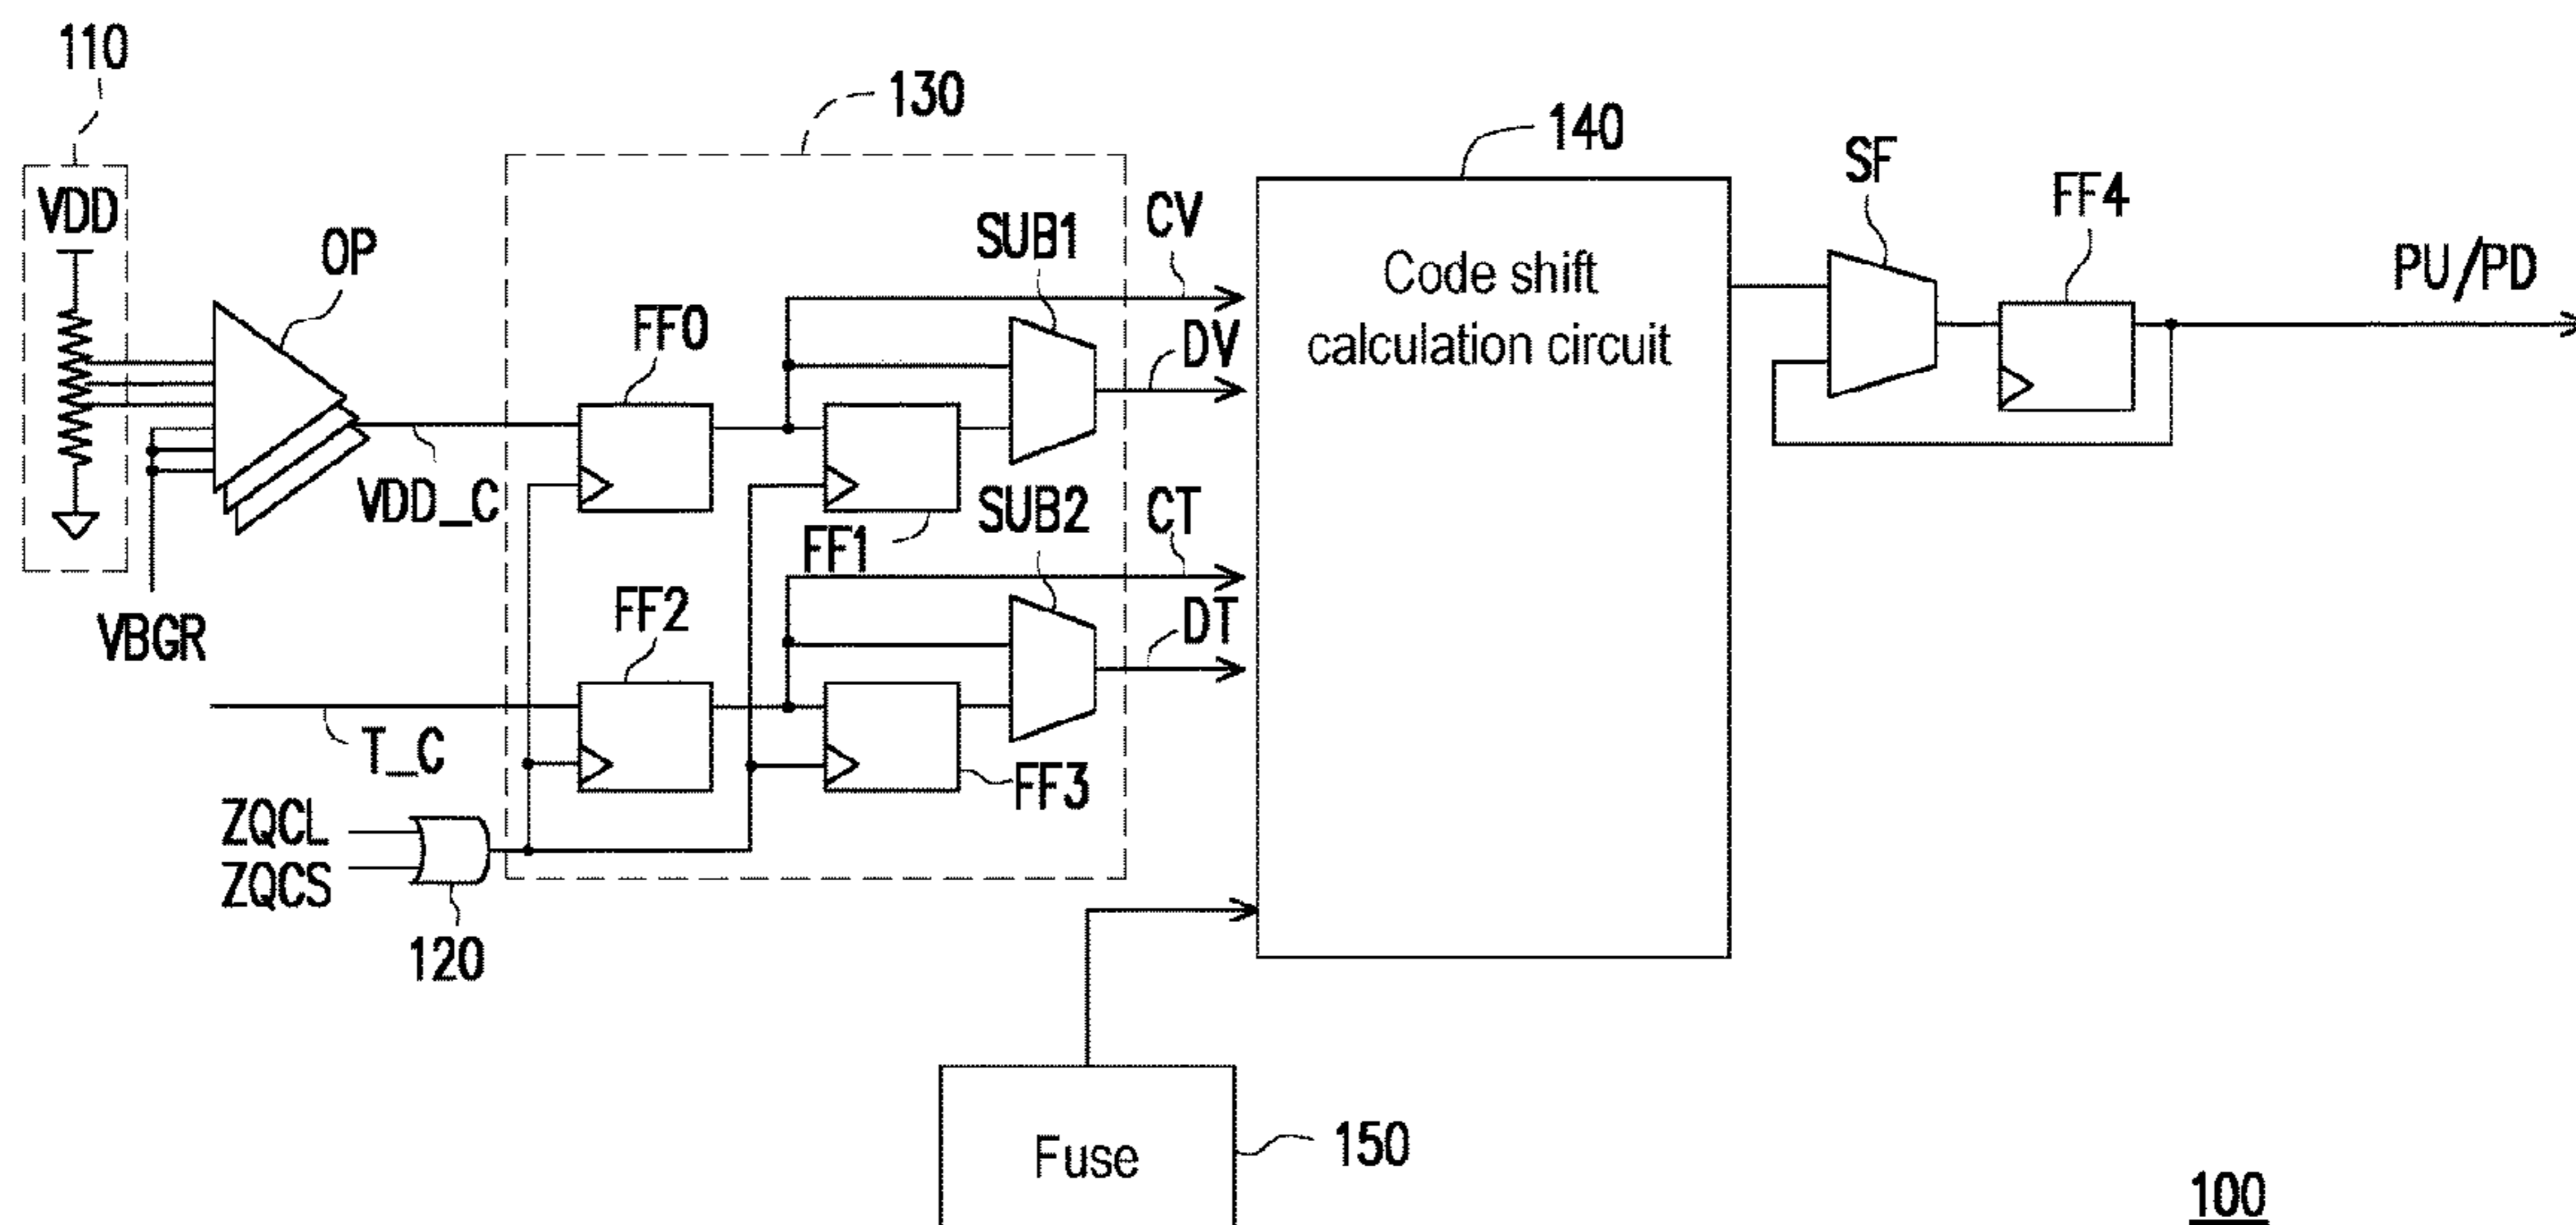 110
130
140
VDD
OP
SF
CV
SUB1
FF4
PU/PD
DV
Code shift
calculation circuit
FF0
VDD_C
SUB2
CT
FF1
FF2
DT
VBGR
T_C
FF3
ZQCL
ZQCS
120
Fuse
150
100